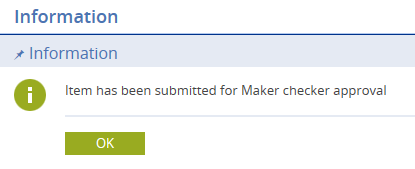 Information
Information
Item has been submitted for Maker checker approval
OK